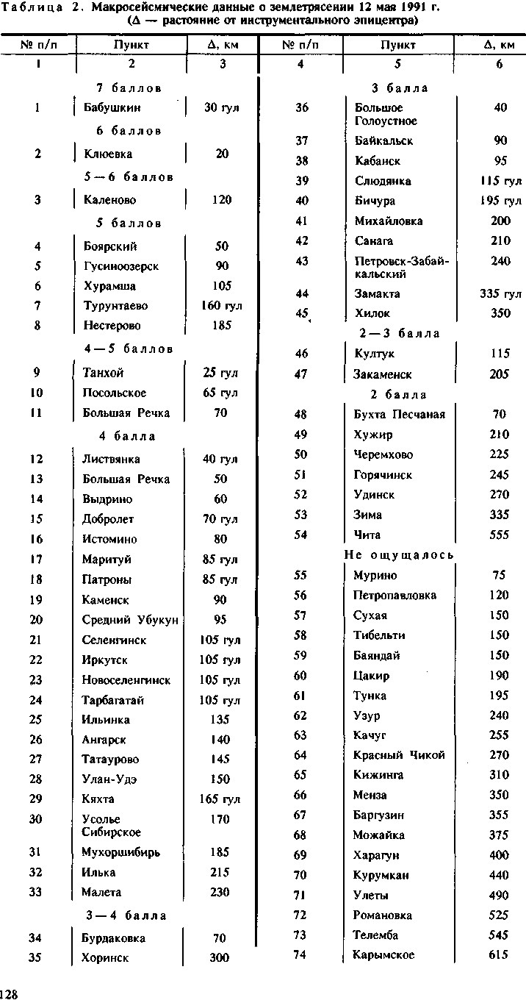 Таблица 2. Макросейсмические данные о землетрясении 12 мая 1991 г.
(Δ — растояние от инструментального эпицентра)
№ п/п Пункт Δ, км № п/п Пункт Δ, км
1 2 3 4 5 6
7 баллов
1 Бабушкин 30 гул
6 баллов
2 Клюевка 20
5—6 баллов
3 Каленово 120
5 баллов
4 Боярский 50
5 Гусиноозерск 90
6 Хурамша 105
7 Турунтаево 160 гул
8 Нестерово 185
4—5 баллов
9 Танхой 25 гул
10 Посольское 65 гул
11 Большая Речка 70
4 балла
12 Листвянка 40 гул
13 Большая Речка 50
14 Выдрино 60
15 Добролет 70 гул
16 Истомино 80
17 Маритуй 85 гул
18 Патроны 85 гул
19 Каменск 90
20 Средний Убукун 95
21 Селенгинск 105 гул
22 Иркутск 105 гул
23 Новоселенгинск 105 гул
24 Тарбагатай 105 гул
25 Ильинка 135
26 Ангарск 140
27 Татаурово 145
28 Улан-Удэ 150
29 Кяхта 165 гул
30 Усолье 170
Сибирское
31 Мухоршибирь 185
32 Илька 215
33 Малета 230
3—4 балла
34 Бурдаковка 70
35 Хоринск 300
3 балла
36 Большое 40
Голоустное
37 Байкальск 90
38 Кабанск 95
39 Слюдянка 115 гул
40 Бичура 195 гул
41 Михайловка 200
42 Санага 210
43 Петровск-Забай- 240
кальский
44 Замакта 335 гул
45 Хилок 350
2—3 балла
46 Култук 115
47 Закаменск 205
2 балла
48 Бухта Песчаная 70
49 Хужир 210
50 Черемхово 225
51 Горячинск 245
52 Удинск 270
53 Зима 335
54 Чита 555
Не ощущалось
55 Мурино 75
56 Петропавловка 120
57 Сухая 150
58 Тибельти 150
59 Баяндай 150
60 Цакир 190
61 Тунка 195
62 Узур 240
63 Качуг 255
64 Красный Чикой 270
65 Кижинга 310
66 Менза 350
67 Баргузин 355
68 Можайка 375
69 Харагун 400
70 Курумкан 440
71 Улеты 490
72 Романовка 525
73 Телемба 545
74 Карымское 615
128